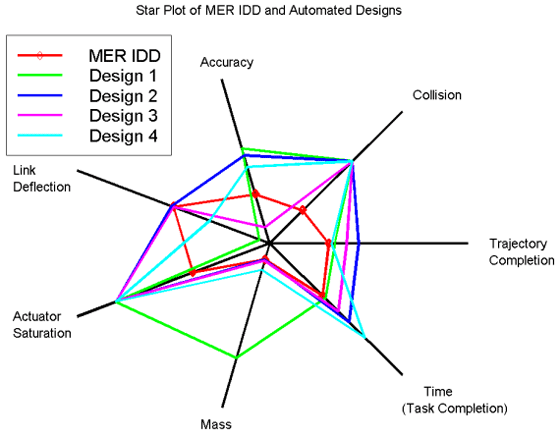 Star Plot of MER IDD and Automated Designs
MER IDD
Design 1
Design 2
Design 3
Design 4
Accuracy
Collision
Link
Deflection
Trajectory
Completion
Actuator
Saturation
Time
(Task Completion)
Mass